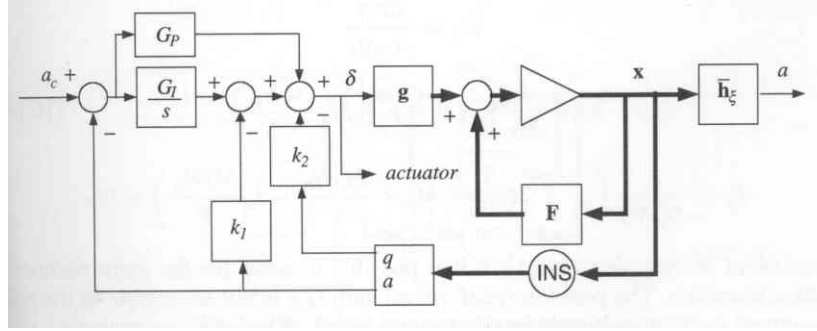 G_P
a_c + G_I/s + − + + + − δ g + + x h̄_ξ a
−
k_2
actuator
k_1
F̄
q
a
INS